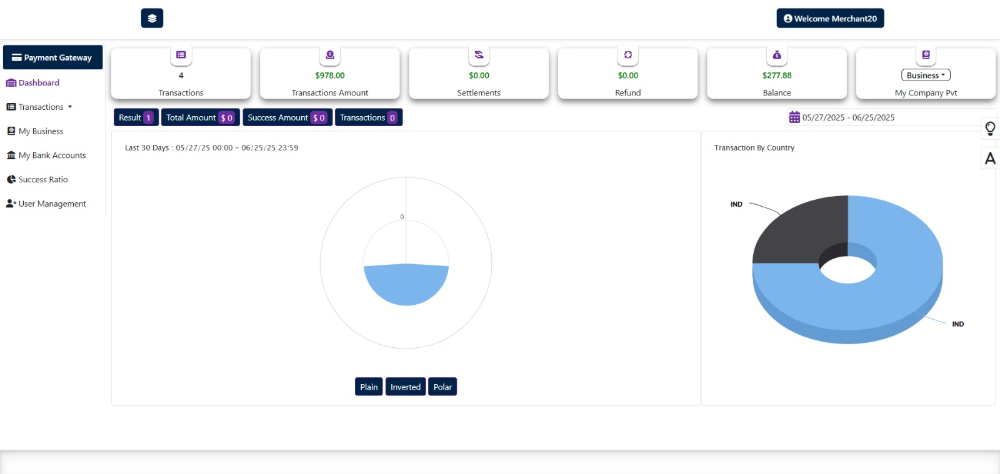 Welcome Merchant20
Payment Gateway
Dashboard
Transactions
My Business
My Bank Accounts
Success Ratio
User Management
4
Transactions
$978.00
Transactions Amount
$0.00
Settlements
$0.00
Refund
$277.88
Balance
Business
My Company Pvt
Result 1
Total Amount $ 0
Success Amount $ 0
Transactions 0
05/27/2025 - 06/25/2025
Last 30 Days : 05/27/25 00:00 - 06/25/25 23:59
0
Plain
Inverted
Polar
Transaction By Country
IND
IND
A